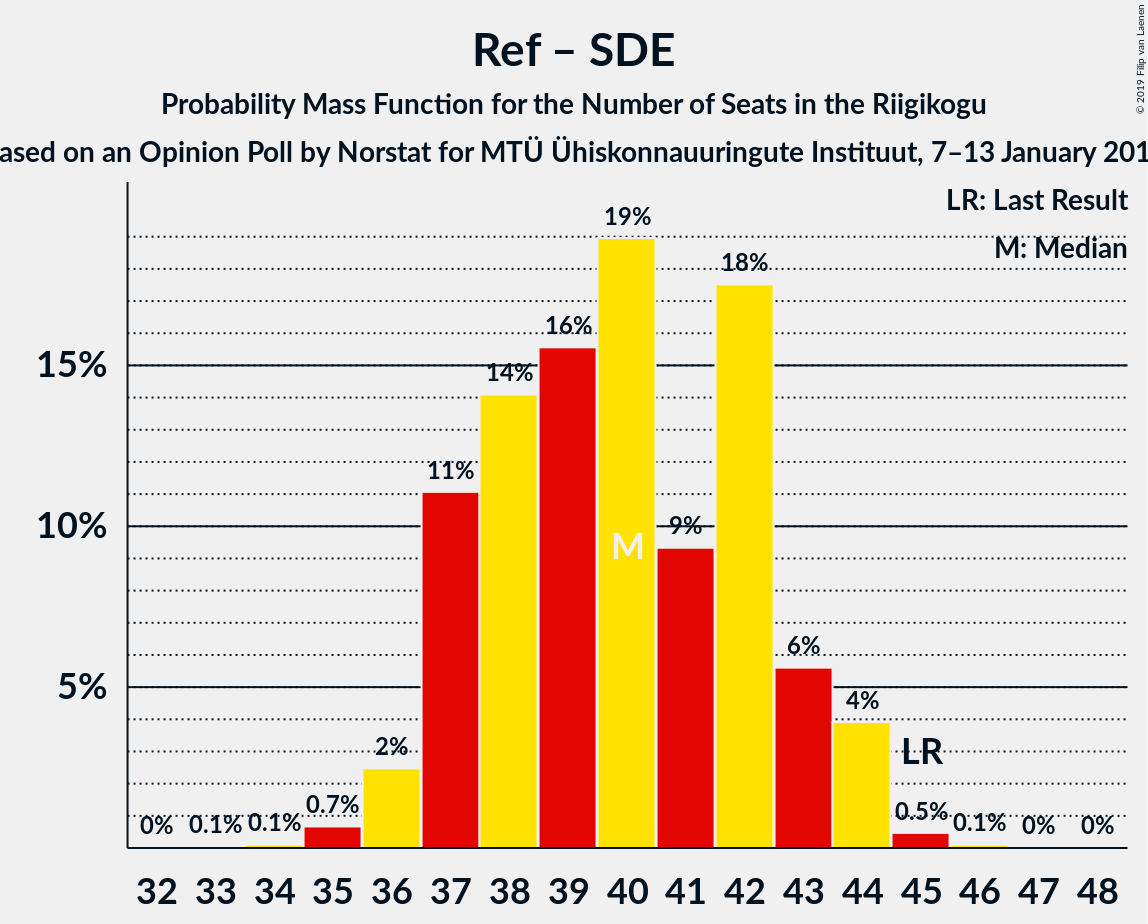 Ref – SDE
Probability Mass Function for the Number of Seats in the Riigikogu
ased on an Opinion Poll by Norstat for MTÜ Ühiskonnauuringute Instituut, 7–13 January 201
© 2019 Filip van Laenen
LR: Last Result
M: Median
15%
10%
5%
0% 0.1% 0.1% 0.7% 2% 11% 14% 16% 19% 9% 18% 6% 4% 0.5% 0.1% 0% 0%
M
LR
32 33 34 35 36 37 38 39 40 41 42 43 44 45 46 47 48